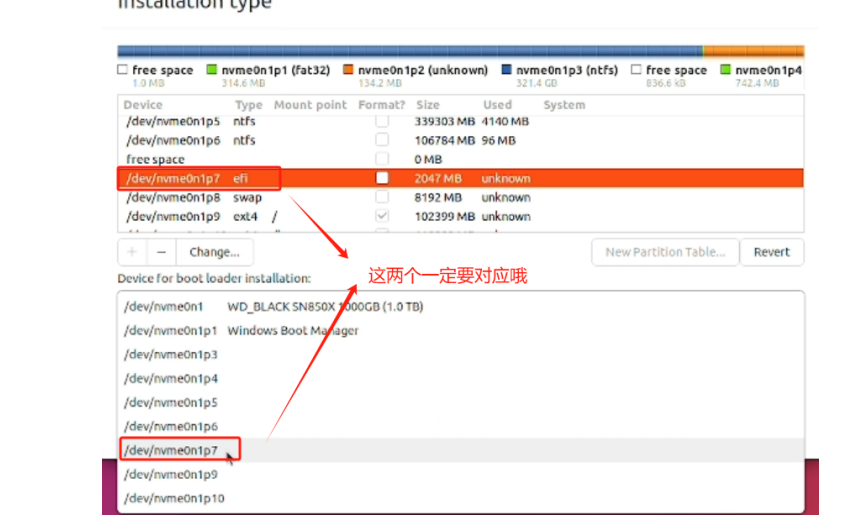 Installation type
free space nvme0n1p1 (fat32) nvme0n1p2 (unknown) nvme0n1p3 (ntfs) free space nvme0n1p4
1.0 MB 314.6 MB 134.2 MB 321.4 GB 836.6 kB 742.4 MB
Device Type Mount point Format? Size Used System
/dev/nvme0n1p5 ntfs 339303 MB 4140 MB
/dev/nvme0n1p6 ntfs 106784 MB 96 MB
free space 0 MB
/dev/nvme0n1p7 efi 2047 MB unknown
/dev/nvme0n1p8 swap 8192 MB unknown
/dev/nvme0n1p9 ext4 / 102399 MB unknown
+ − Change... New Partition Table... Revert
Device for boot loader installation:
这两个一定要对应哦
/dev/nvme0n1 WD_BLACK SN850X 1000GB (1.0 TB)
/dev/nvme0n1p1 Windows Boot Manager
/dev/nvme0n1p3
/dev/nvme0n1p4
/dev/nvme0n1p5
/dev/nvme0n1p6
/dev/nvme0n1p7
/dev/nvme0n1p9
/dev/nvme0n1p10